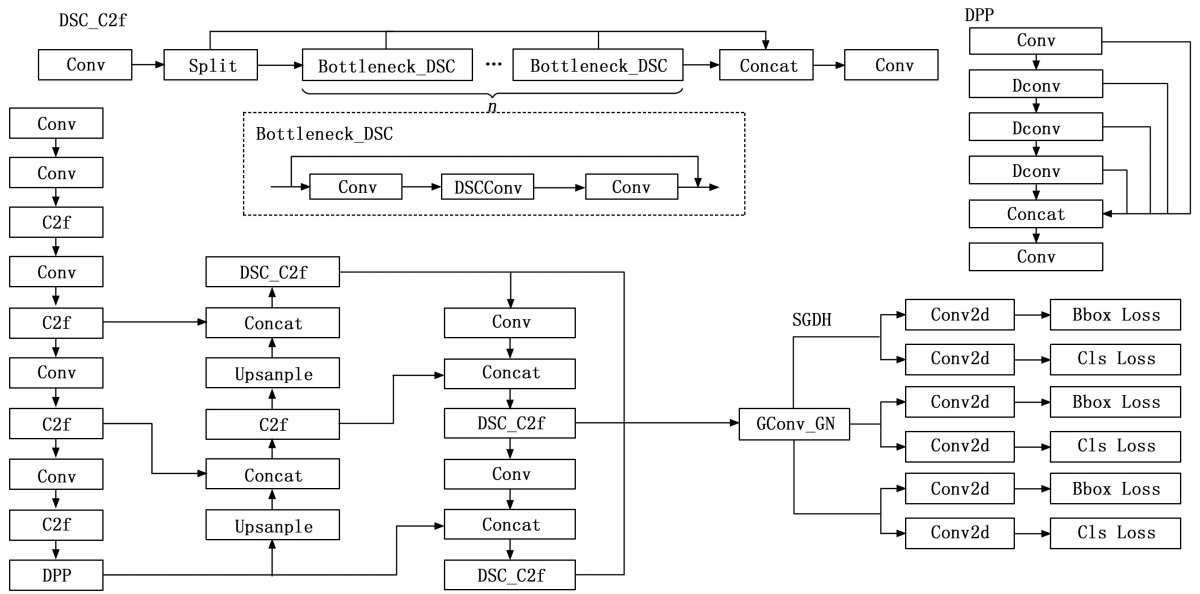 DSC_C2f
Conv
Split
Bottleneck_DSC
...
Bottleneck_DSC
Concat
Conv
n
Bottleneck_DSC
Conv
DSCConv
Conv
DPP
Conv
Dconv
Dconv
Dconv
Concat
Conv
Conv
Conv
C2f
Conv
C2f
Conv
C2f
Conv
C2f
DPP
DSC_C2f
Concat
Upsanple
C2f
Concat
Upsanple
Conv
Concat
DSC_C2f
Conv
Concat
DSC_C2f
GConv_GN
SGDH
Conv2d
Bbox Loss
Conv2d
Cls Loss
Conv2d
Bbox Loss
Conv2d
Cls Loss
Conv2d
Bbox Loss
Conv2d
Cls Loss